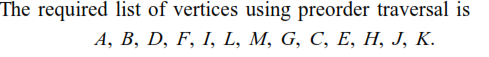 The required list of vertices using preorder traversal is
A, B, D, F, I, L, M, G, C, E, H, J, K.